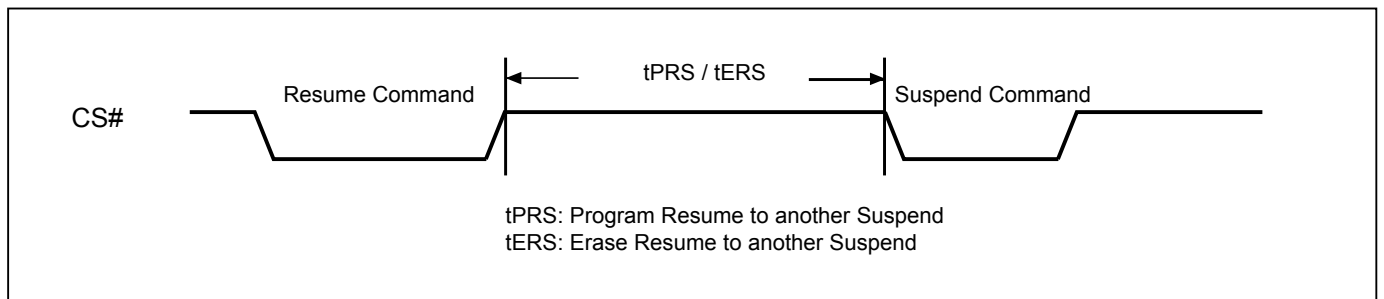 tPRS / tERS
Resume Command
Suspend Command
CS#
tPRS: Program Resume to another Suspend
tERS: Erase Resume to another Suspend